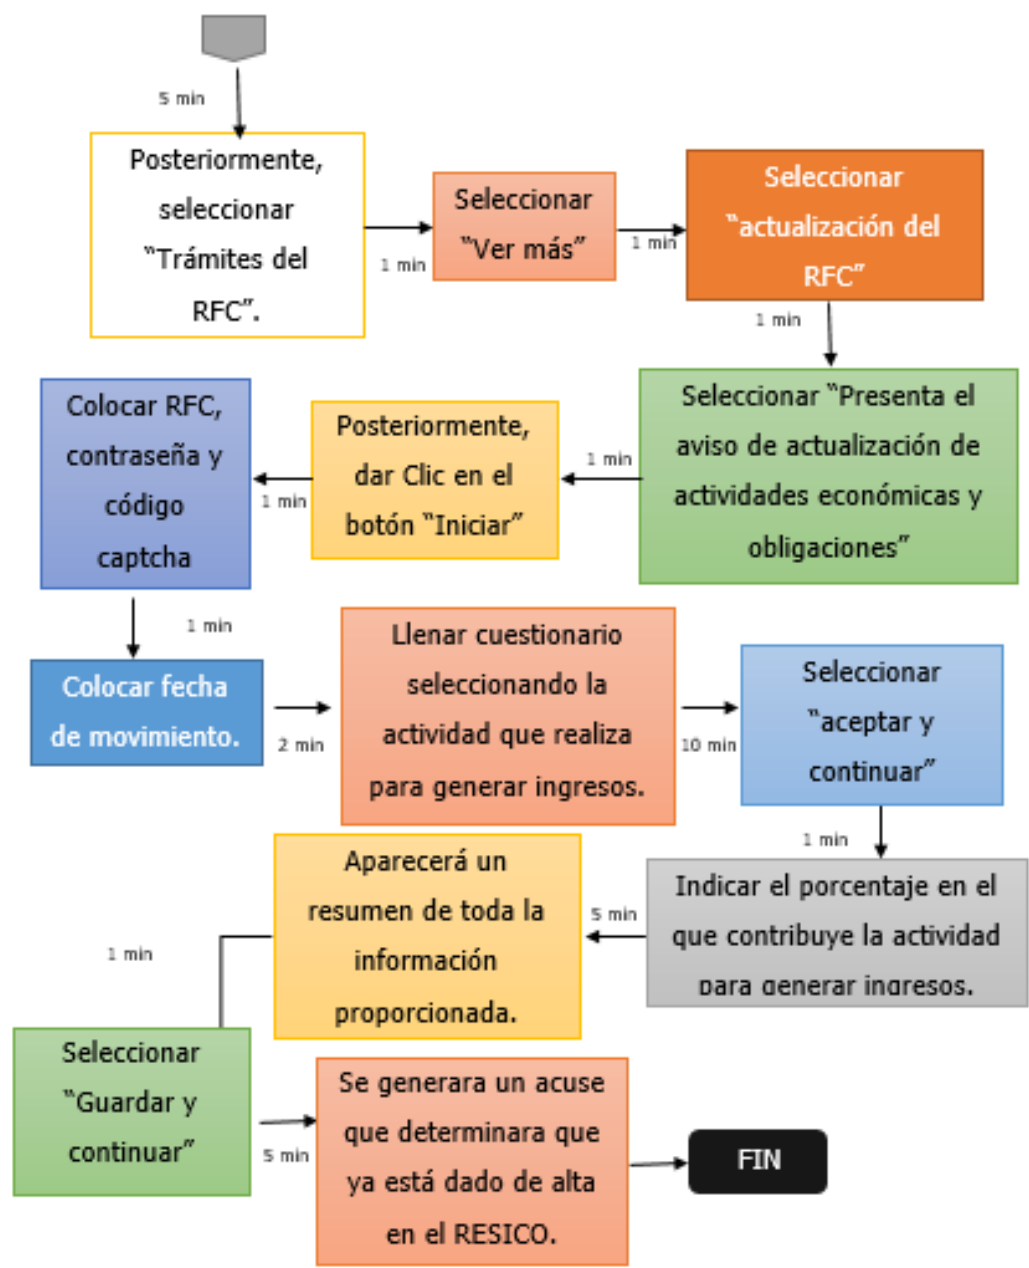 5 min
Posteriormente,
seleccionar
“Trámites del
RFC”.
1 min
Seleccionar
“Ver más”
1 min
Seleccionar
“actualización del
RFC”
1 min
Seleccionar “Presenta el
aviso de actualización de
actividades económicas y
obligaciones”
1 min
Posteriormente,
dar Clic en el
botón “Iniciar”
1 min
Colocar RFC,
contraseña y
código
captcha
1 min
Colocar fecha
de movimiento.
2 min
Llenar cuestionario
seleccionando la
actividad que realiza
para generar ingresos.
10 min
Seleccionar
“aceptar y
continuar”
1 min
Indicar el porcentaje en el
que contribuye la actividad
para generar ingresos.
5 min
Aparecerá un
resumen de toda la
información
proporcionada.
1 min
Seleccionar
“Guardar y
continuar”
5 min
Se generara un acuse
que determinara que
ya está dado de alta
en el RESICO.
FIN